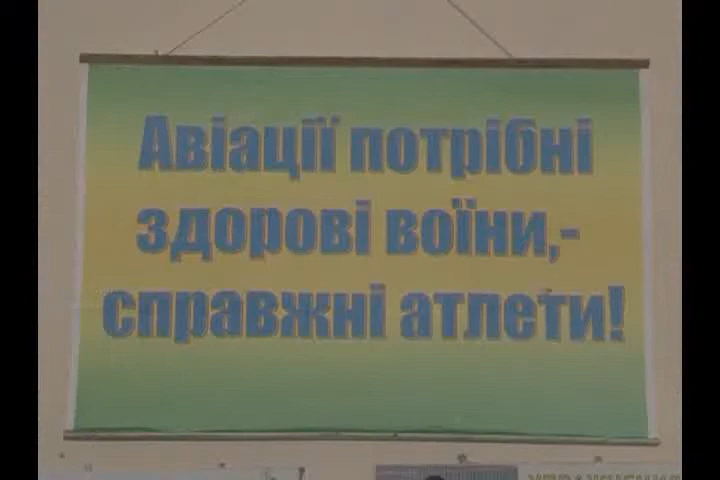 Авіації потрібні
здорові воїни,-
справжні атлети!